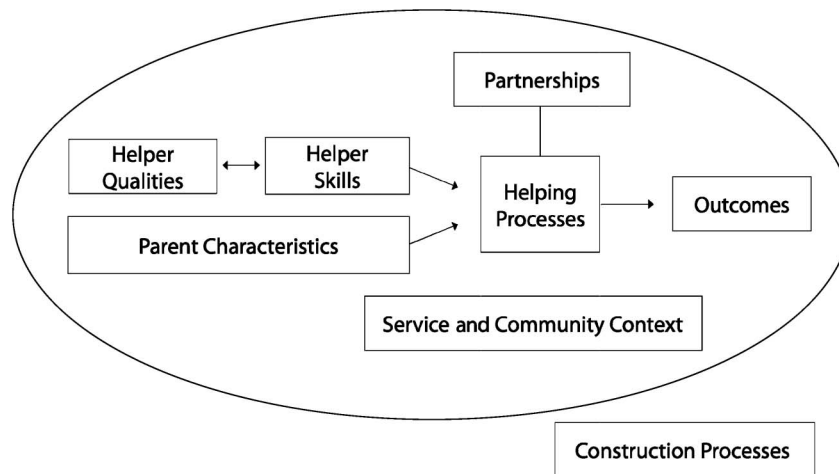 Partnerships
Helper
Qualities
Helper
Skills
Helping
Processes
Outcomes
Parent Characteristics
Service and Community Context
Construction Processes